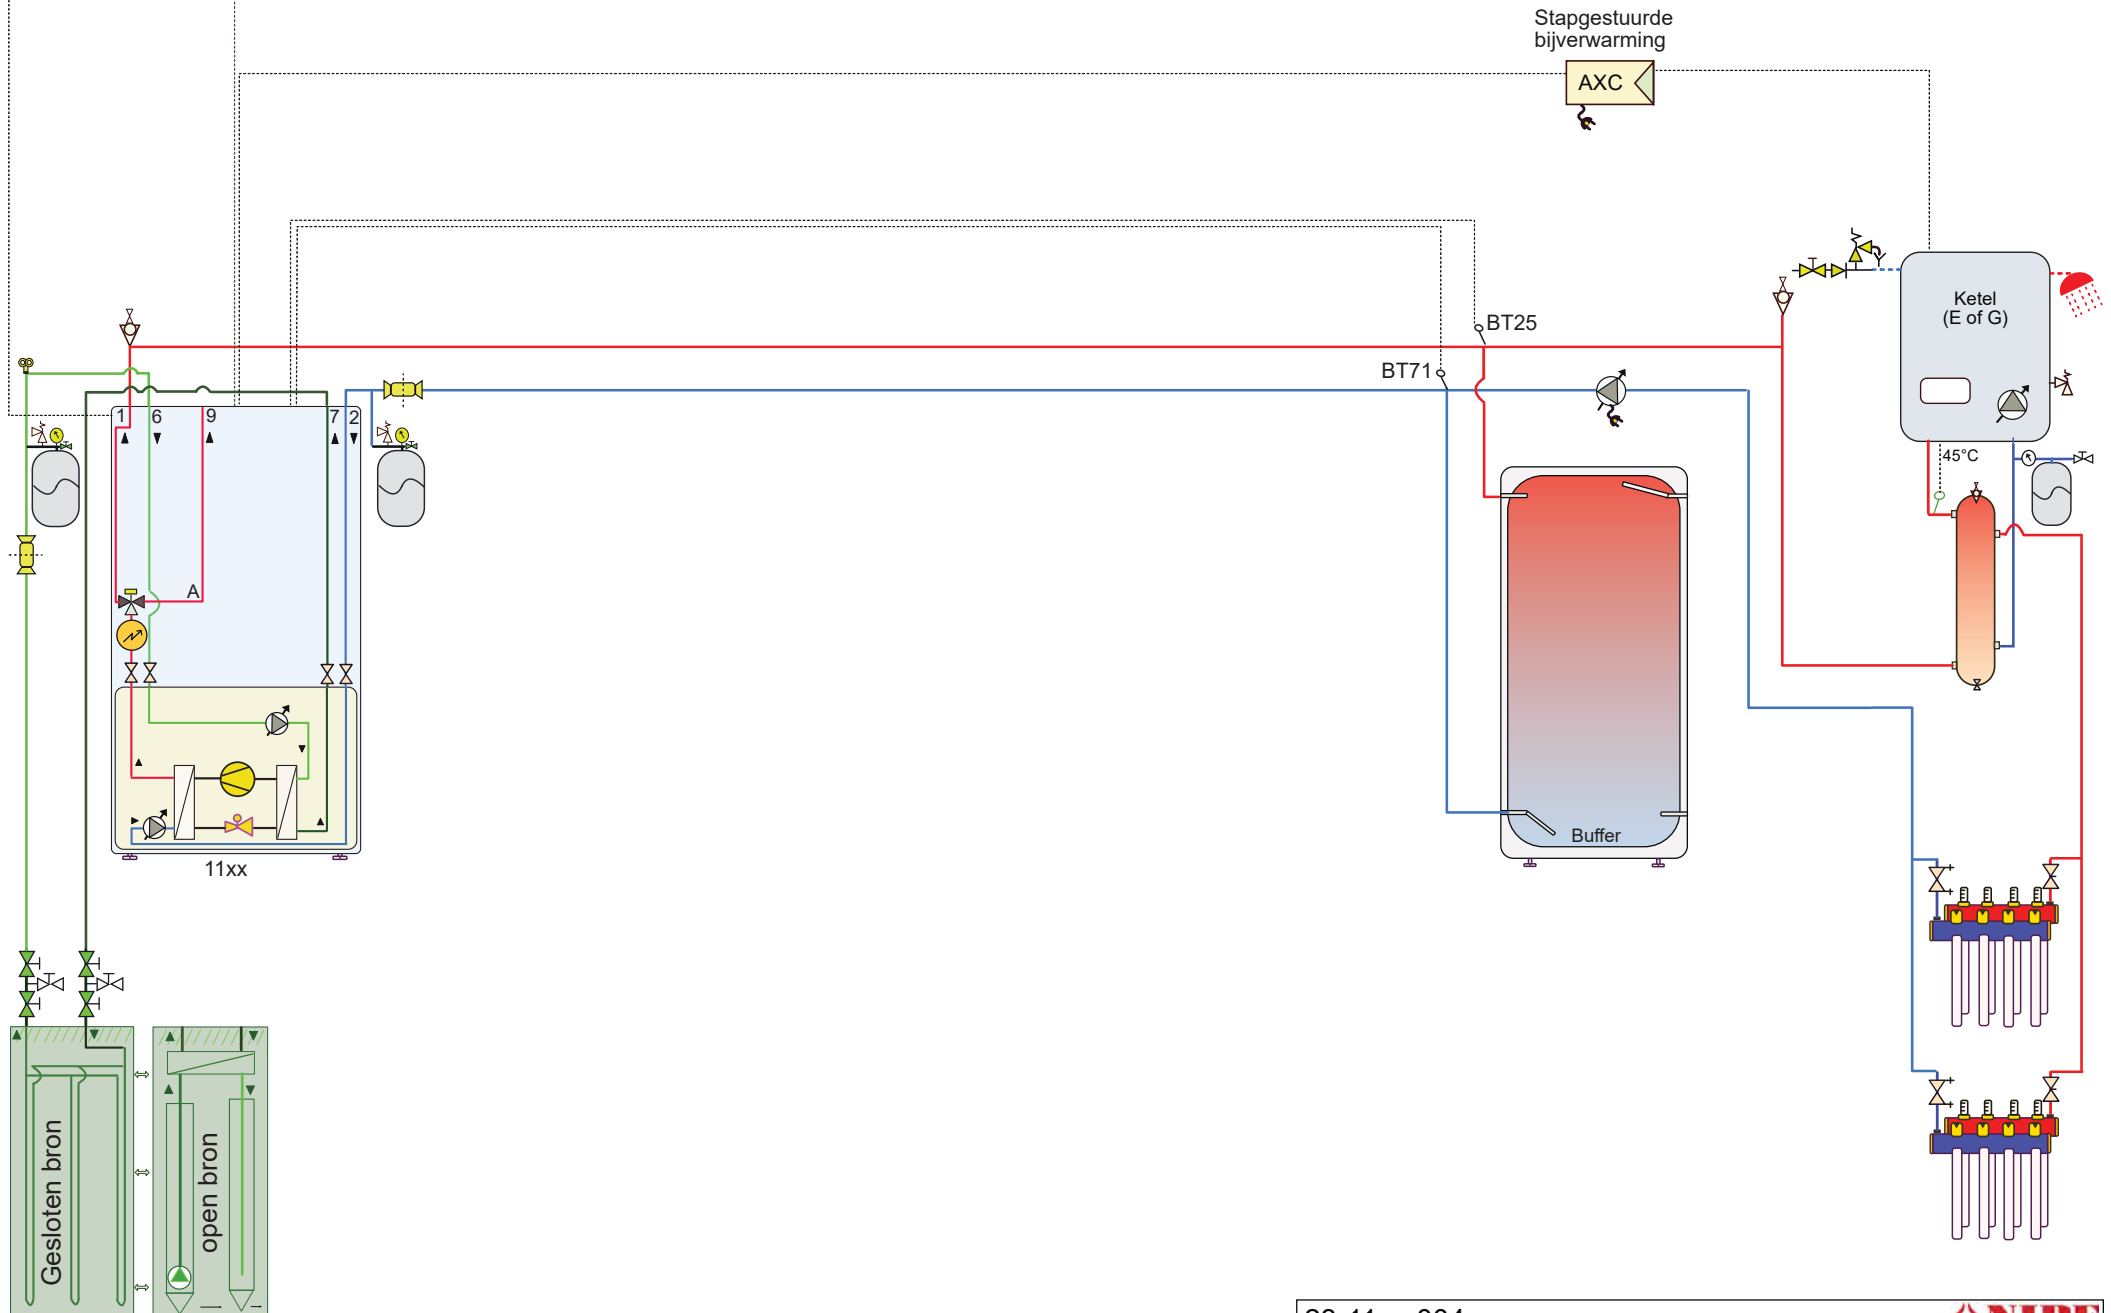 Stapgestuurde
bijverwarming
AXC
Ketel
(E of G)
BT25
BT71
1 6 9 7 2
45°C
A
Buffer
11xx
Gesloten bron
open bron
NIBE